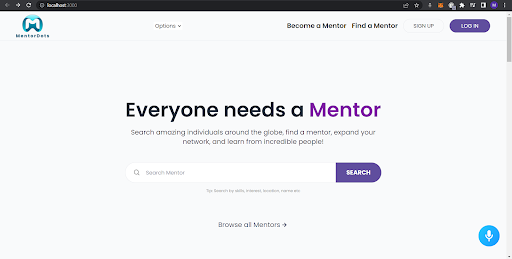 localhost:3000
MentorDots
Options
Become a Mentor
Find a Mentor
SIGN UP
LOG IN
Everyone needs a Mentor
Search amazing individuals around the globe, find a mentor, expand your
network, and learn from incredible people!
Search Mentor
SEARCH
Tip: Search by skills, interest, location, name etc
Browse all Mentors →